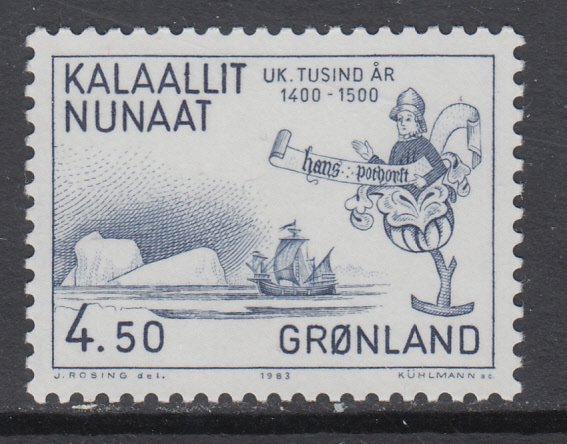 KALAALLIT
NUNAAT
UK. TUSIND ÅR
1400 - 1500
hans : pothorst
4.50
GRØNLAND
J. ROSING del.
1983
KÜHLMANN sc.